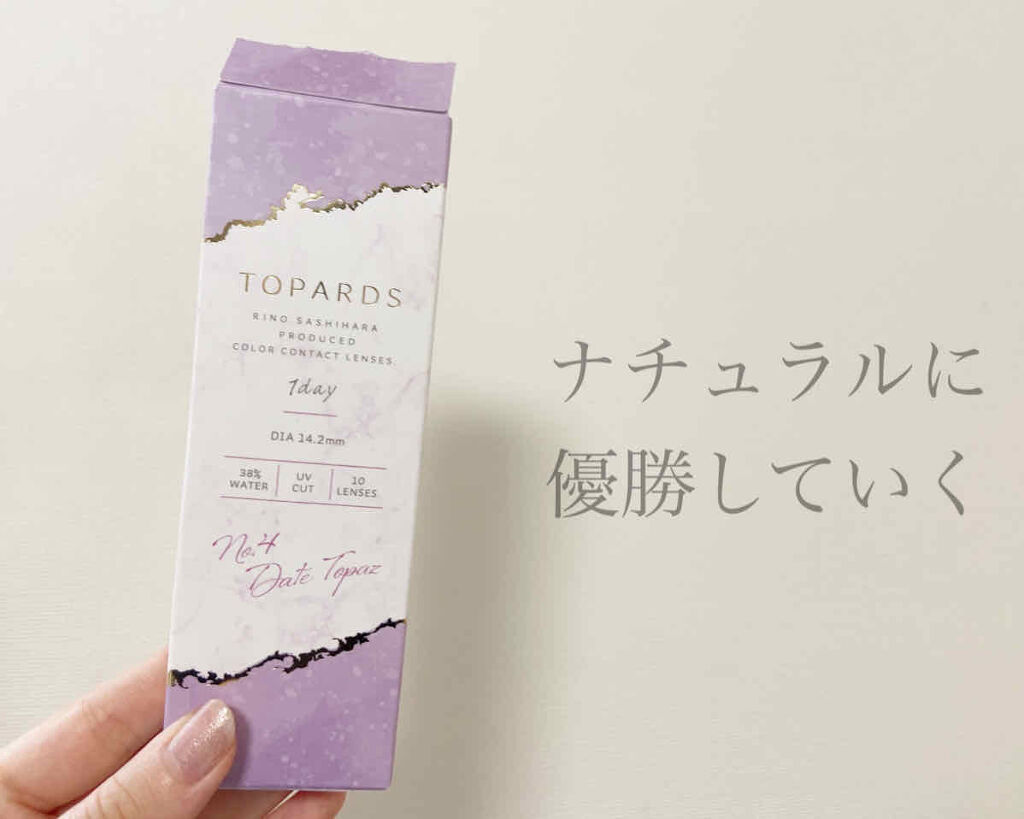 TOPARDS
RINO SASHIHARA
PRODUCED
COLOR CONTACT LENSES
1day
DIA 14.2mm
38% WATER
UV CUT
10 LENSES
No.4
Date Topaz
ナチュラルに
優勝していく